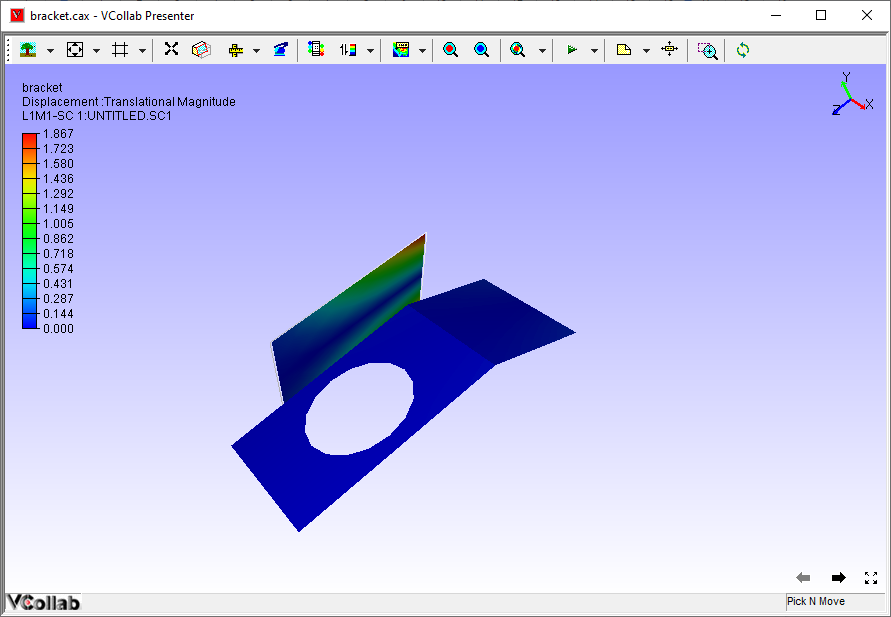 bracket.cax - VCollab Presenter
bracket
Displacement :Translational Magnitude
L1M1-SC 1:UNTITLED.SC1
1.867
1.723
1.580
1.436
1.292
1.149
1.005
0.862
0.718
0.574
0.431
0.287
0.144
0.000
Y
X
Z
VCollab
Pick N Move